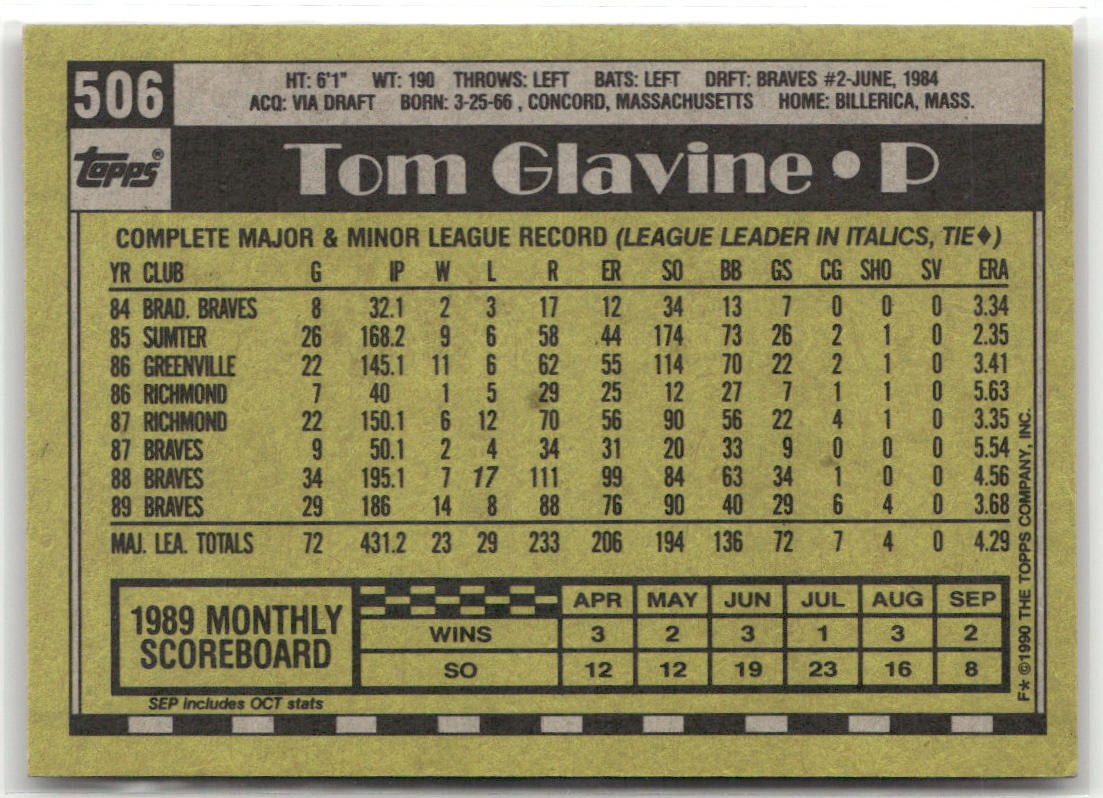 506
HT: 6'1" WT: 190 THROWS: LEFT BATS: LEFT DRFT: BRAVES #2-JUNE, 1984
ACQ: VIA DRAFT BORN: 3-25-66 , CONCORD, MASSACHUSETTS HOME: BILLERICA, MASS.
TOPPS®
Tom Glavine • P
COMPLETE MAJOR & MINOR LEAGUE RECORD (LEAGUE LEADER IN ITALICS, TIE♦)
YR CLUB G IP W L R ER SO BB GS CG SHO SV ERA
84 BRAD. BRAVES 8 32.1 2 3 17 12 34 13 7 0 0 0 3.34
85 SUMTER 26 168.2 9 6 58 44 174 73 26 2 1 0 2.35
86 GREENVILLE 22 145.1 11 6 62 55 114 70 22 2 1 0 3.41
86 RICHMOND 7 40 1 5 29 25 12 27 7 1 1 0 5.63
87 RICHMOND 22 150.1 6 12 70 56 90 56 22 4 1 0 3.35
87 BRAVES 9 50.1 2 4 34 31 20 33 9 0 0 0 5.54
88 BRAVES 34 195.1 7 17 111 99 84 63 34 1 0 0 4.56
89 BRAVES 29 186 14 8 88 76 90 40 29 6 4 0 3.68
MAJ. LEA. TOTALS 72 431.2 23 29 233 206 194 136 72 7 4 0 4.29
1989 MONTHLY
SCOREBOARD
APR MAY JUN JUL AUG SEP
WINS 3 2 3 1 3 2
SO 12 12 19 23 16 8
SEP includes OCT stats
F* ©1990 THE TOPPS COMPANY, INC.